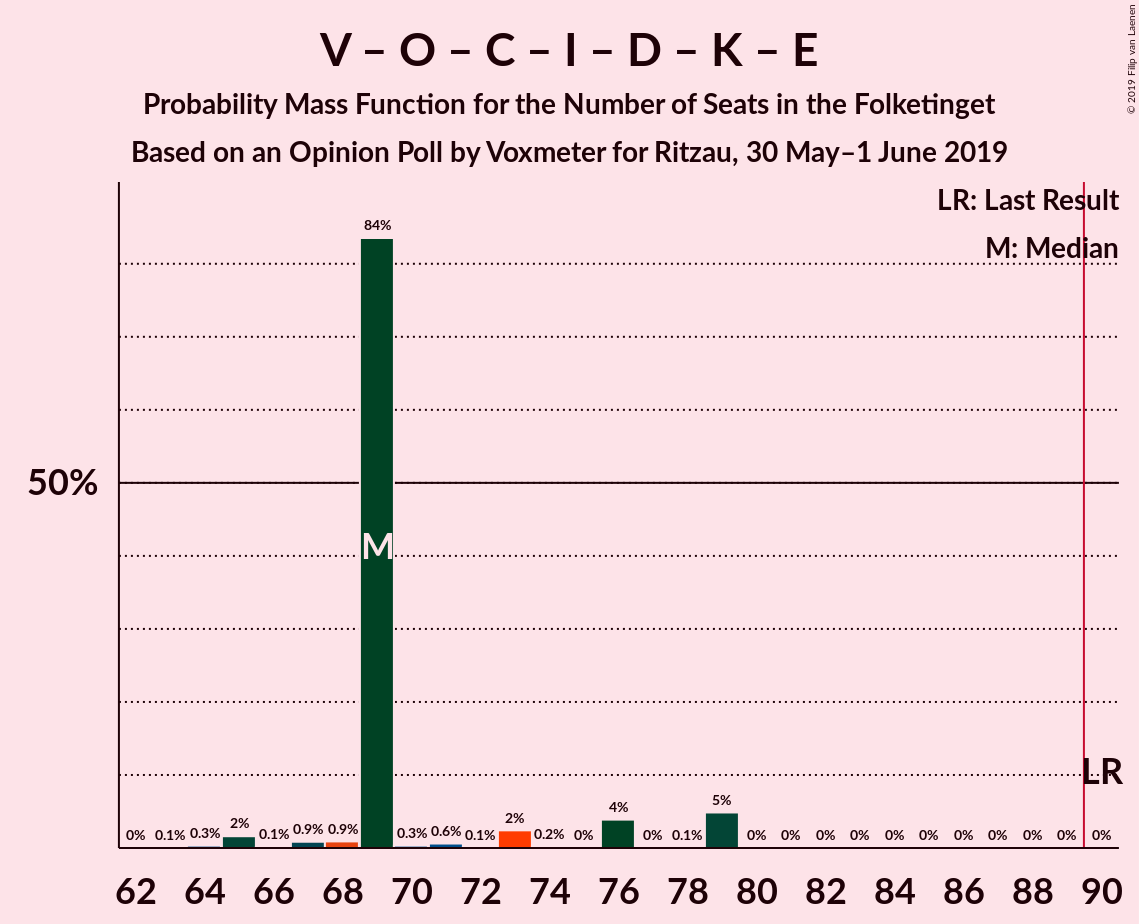 V – O – C – I – D – K – E
Probability Mass Function for the Number of Seats in the Folketinget
Based on an Opinion Poll by Voxmeter for Ritzau, 30 May–1 June 2019
© 2019 Filip van Laenen
LR: Last Result
M: Median
84%
50%
M
LR
0% 0.1% 0.3% 2% 0.1% 0.9% 0.9% 0.3% 0.6% 0.1% 2% 0.2% 0% 4% 0% 0.1% 5% 0% 0% 0% 0% 0% 0% 0% 0% 0% 0% 0%
62 64 66 68 70 72 74 76 78 80 82 84 86 88 90